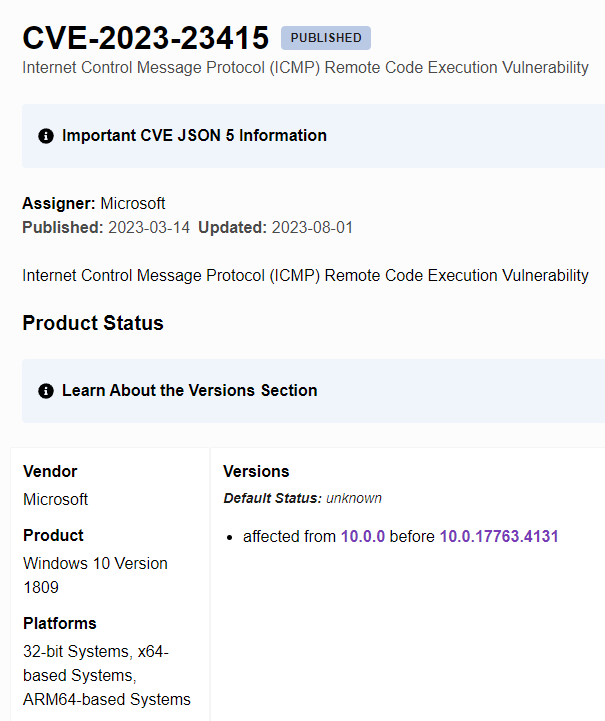 CVE-2023-23415 PUBLISHED
Internet Control Message Protocol (ICMP) Remote Code Execution Vulnerability
Important CVE JSON 5 Information
Assigner: Microsoft
Published: 2023-03-14 Updated: 2023-08-01
Internet Control Message Protocol (ICMP) Remote Code Execution Vulnerability
Product Status
Learn About the Versions Section
Vendor
Microsoft
Product
Windows 10 Version
1809
Platforms
32-bit Systems, x64-
based Systems,
ARM64-based Systems
Versions
Default Status: unknown
• affected from 10.0.0 before 10.0.17763.4131